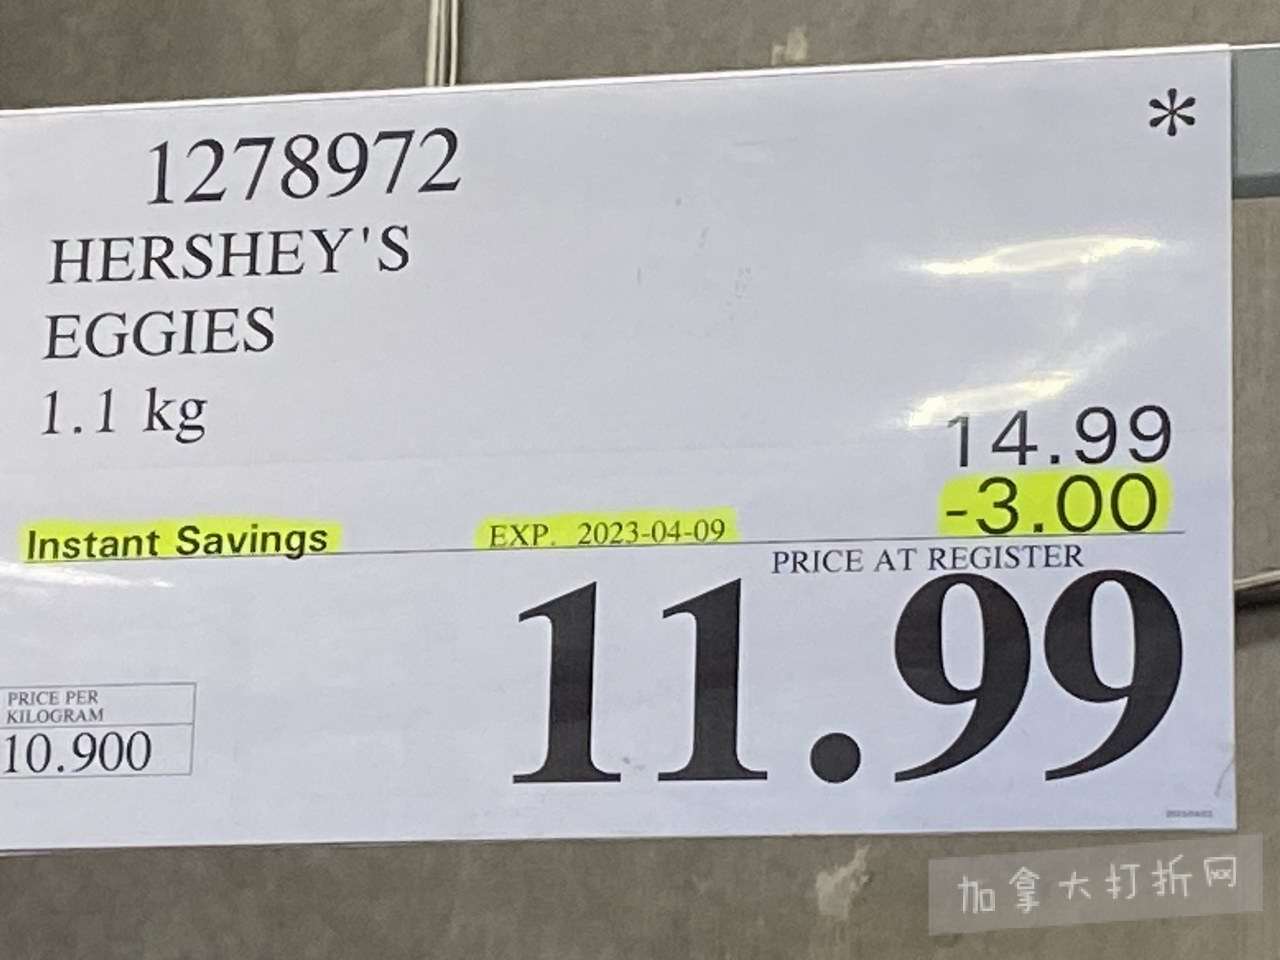 *
1278972
HERSHEY'S
EGGIES
1.1 kg
14.99
-3.00
Instant Savings EXP. 2023-04-09
PRICE AT REGISTER
11.99
PRICE PER
KILOGRAM
10.900
加拿大打折网